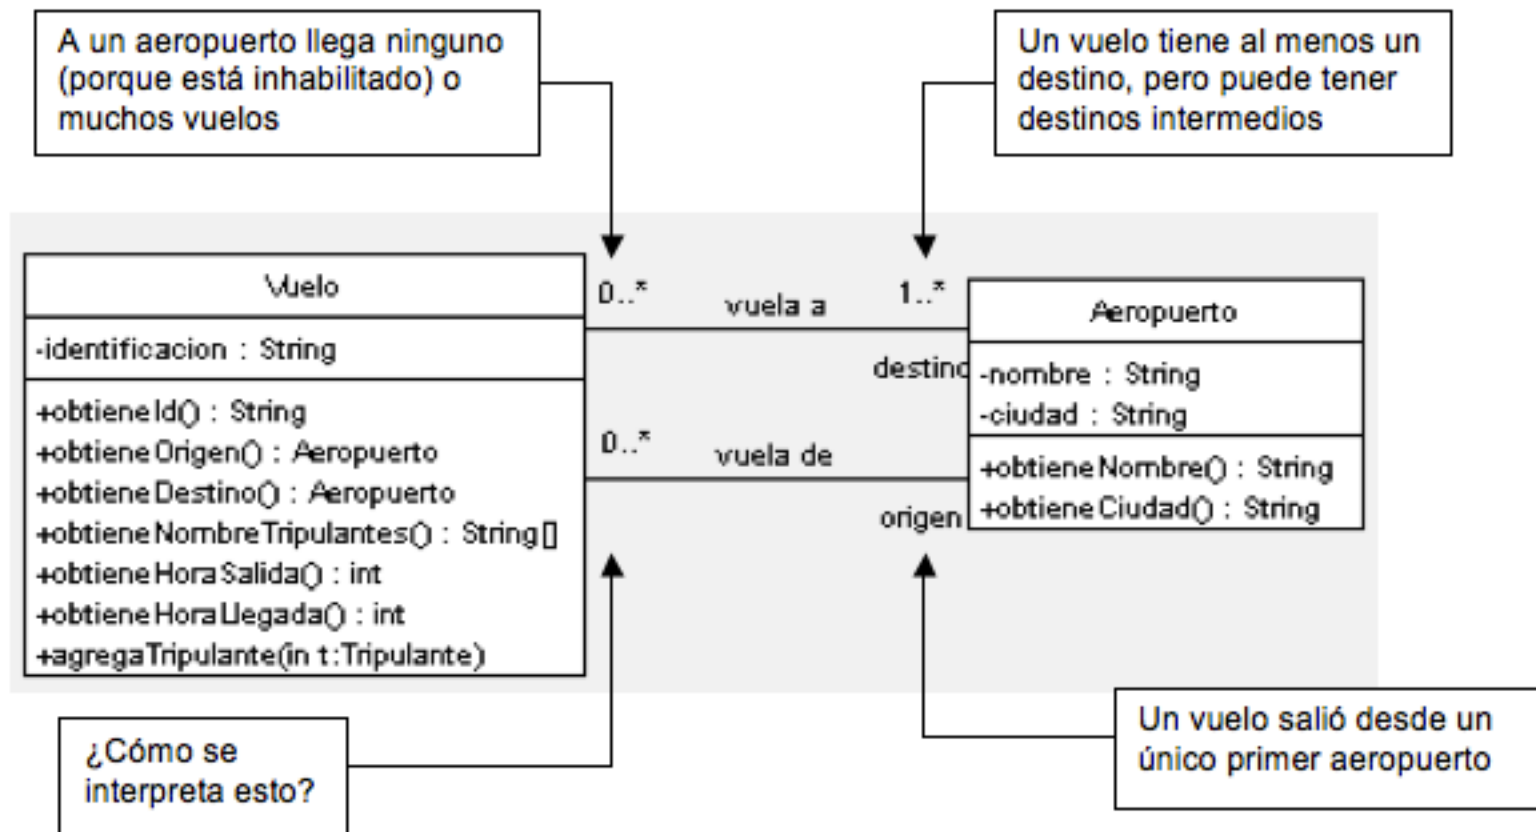 A un aeropuerto llega ninguno
(porque está inhabilitado) o
muchos vuelos
Un vuelo tiene al menos un
destino, pero puede tener
destinos intermedios
Vuelo
-identificacion : String
+obtieneId() : String
+obtieneOrigen() : Aeropuerto
+obtieneDestino() : Aeropuerto
+obtieneNombreTripulantes() : String[]
+obtieneHoraSalida() : int
+obtieneHoraLlegada() : int
+agregaTripulante(in t:Tripulante)
0..*
vuela a
1..*
destino
0..*
vuela de
origen
Aeropuerto
-nombre : String
-ciudad : String
+obtieneNombre() : String
+obtieneCiudad() : String
¿Cómo se
interpreta esto?
Un vuelo salió desde un
único primer aeropuerto